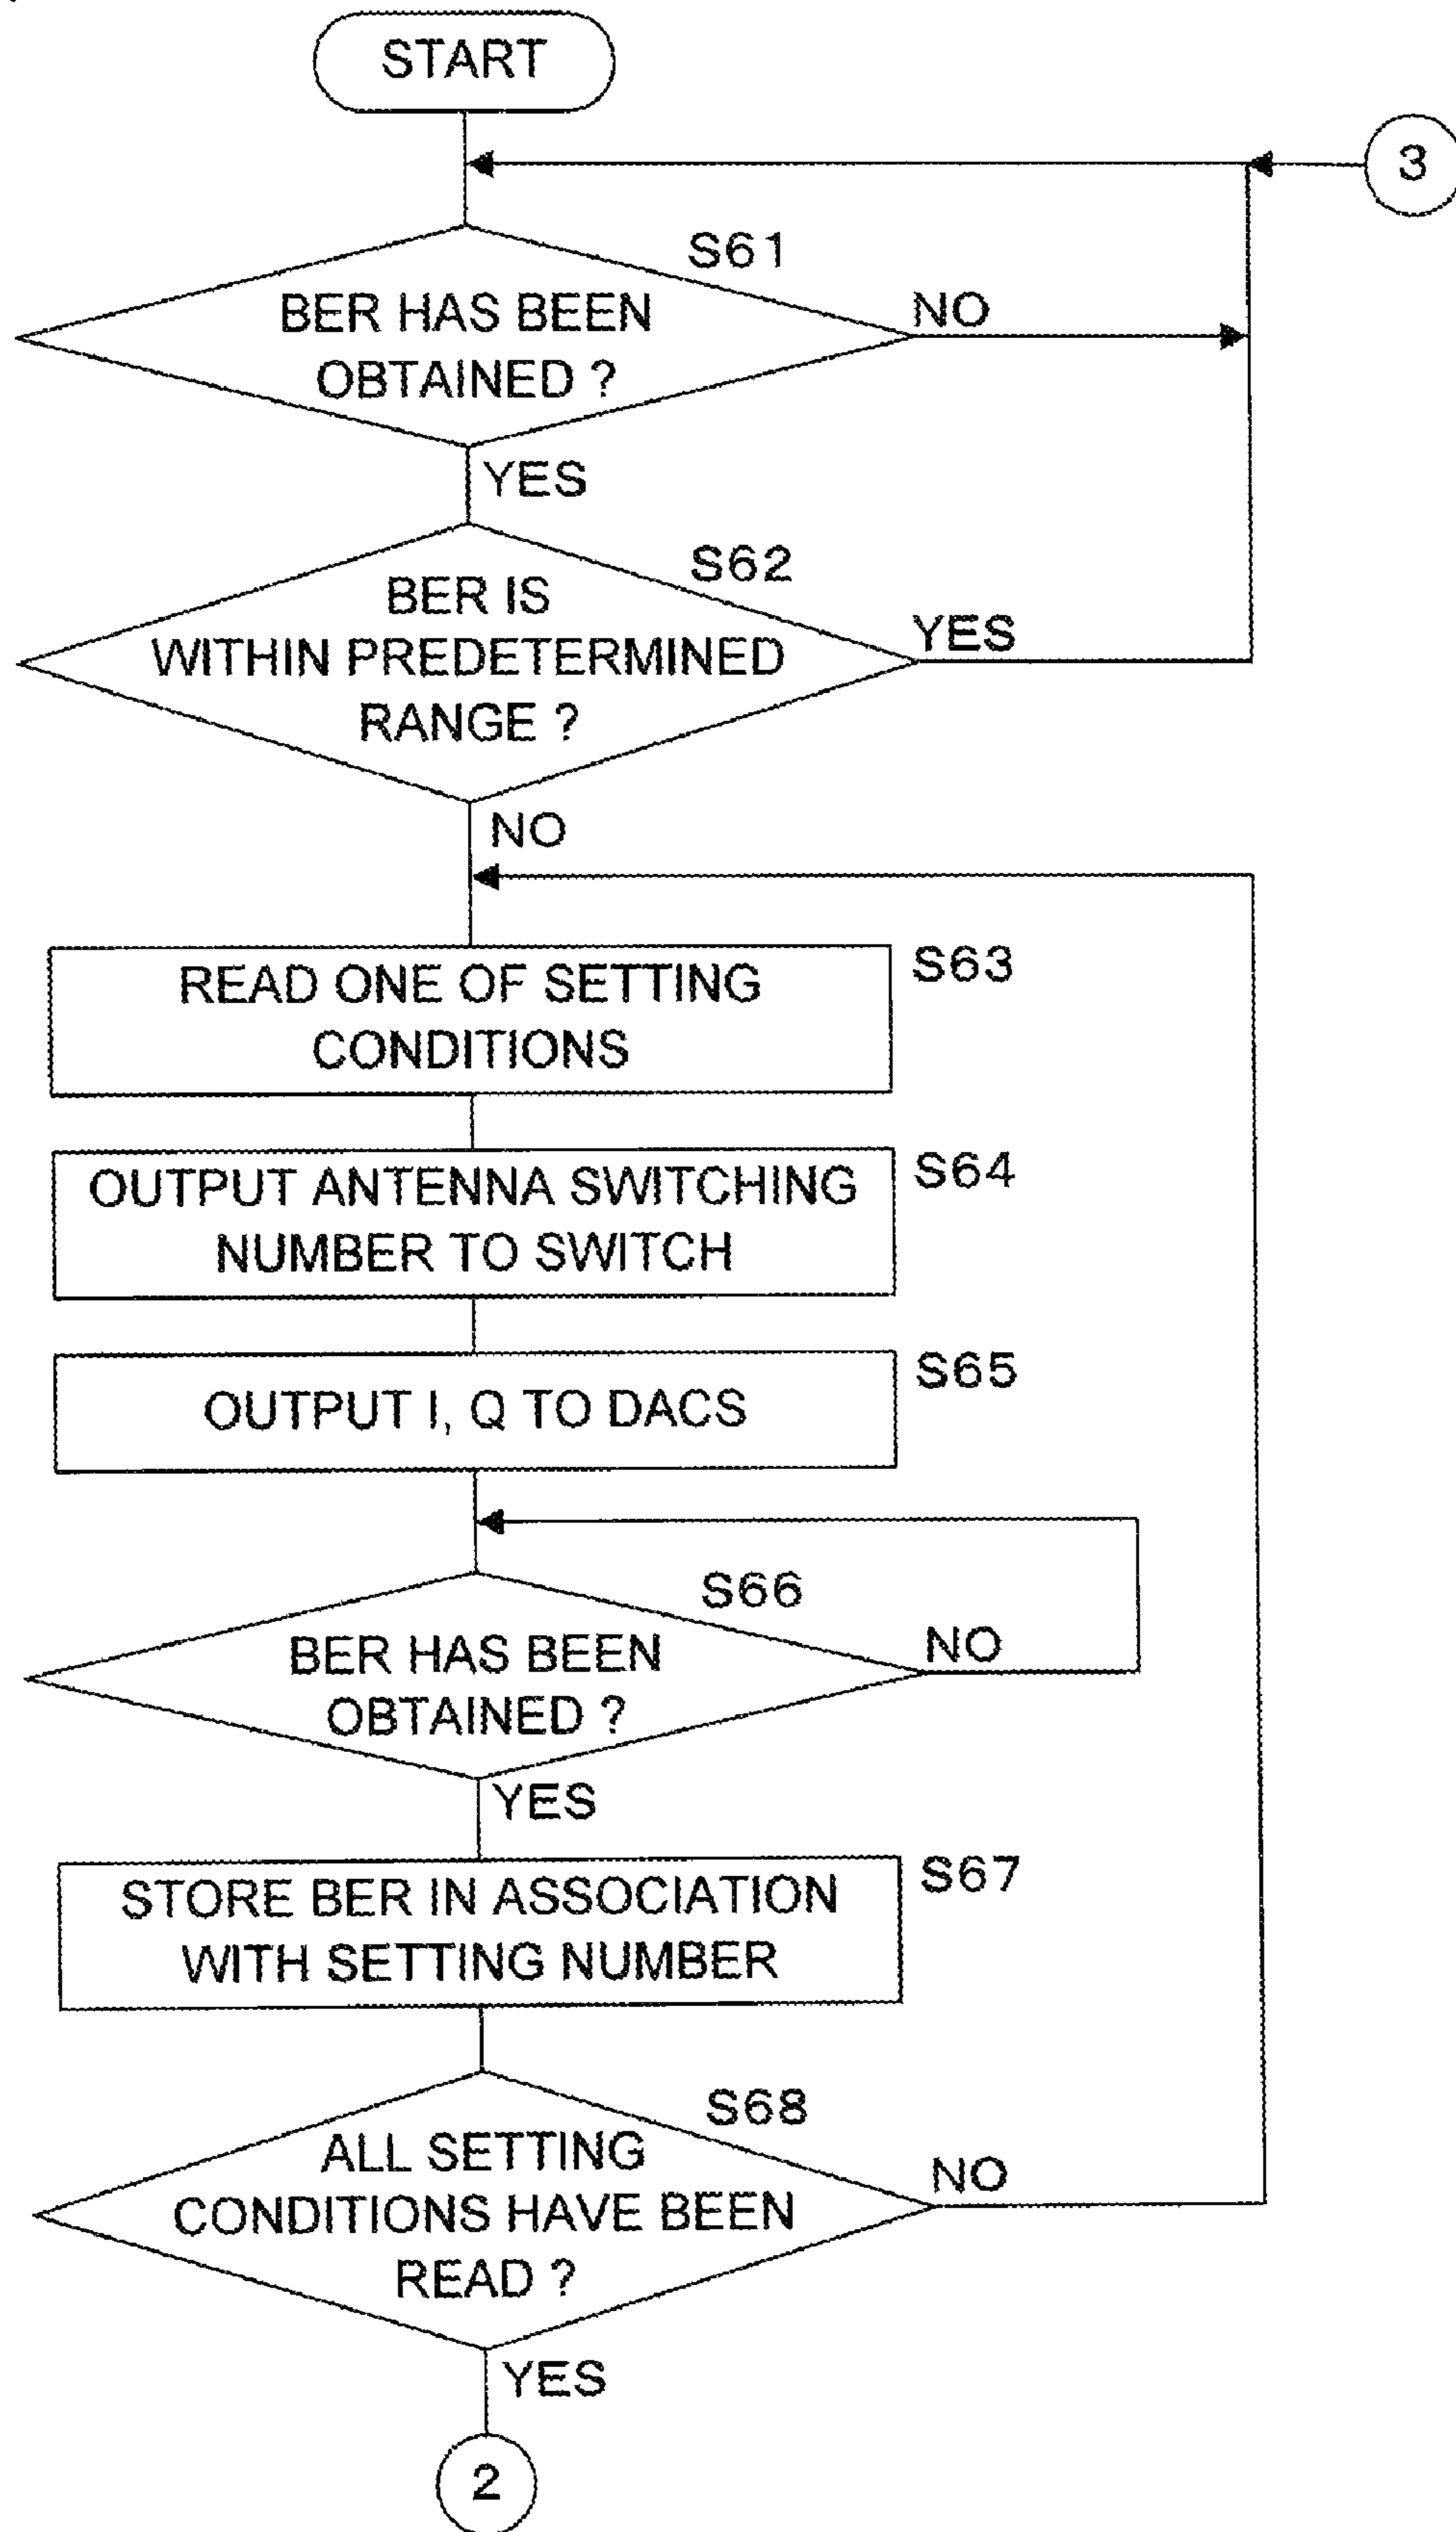 START
3
S61
BER HAS BEEN
OBTAINED ?
NO
YES
S62
BER IS
WITHIN PREDETERMINED
RANGE ?
YES
NO
S63
READ ONE OF SETTING
CONDITIONS
S64
OUTPUT ANTENNA SWITCHING
NUMBER TO SWITCH
S65
OUTPUT I, Q TO DACS
S66
BER HAS BEEN
OBTAINED ?
NO
YES
S67
STORE BER IN ASSOCIATION
WITH SETTING NUMBER
S68
ALL SETTING
CONDITIONS HAVE BEEN
READ ?
NO
YES
2